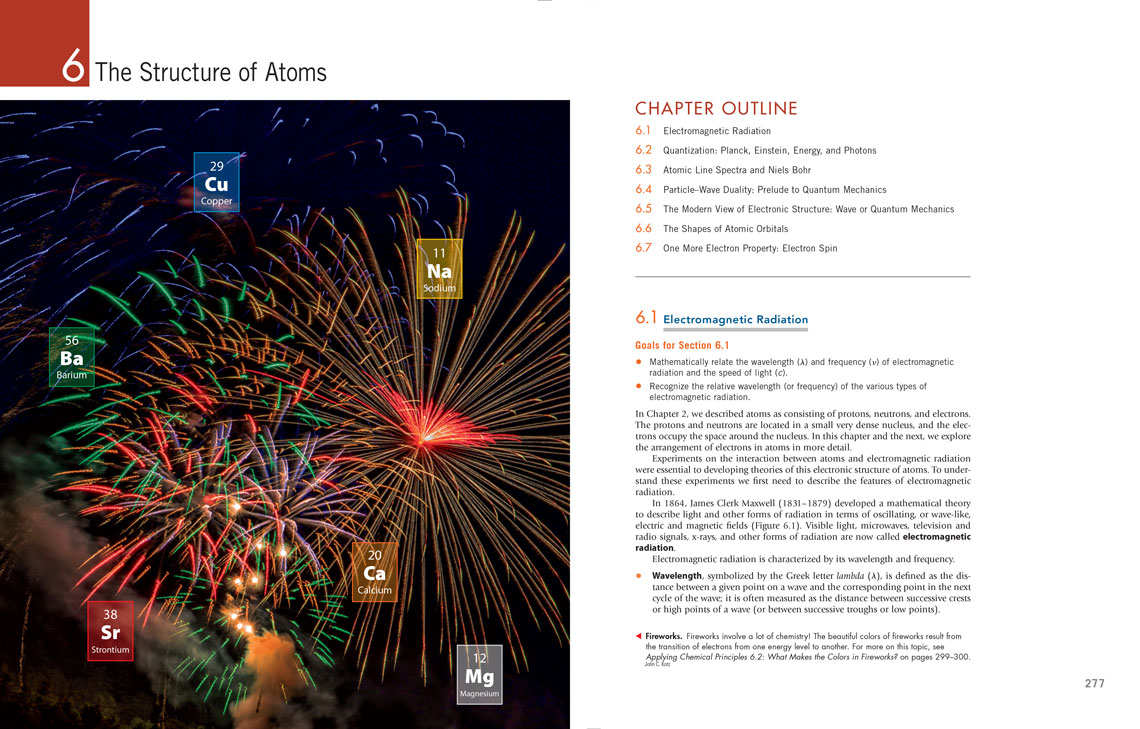 6 The Structure of Atoms
29
Cu
Copper
11
Na
Sodium
56
Ba
Barium
20
Ca
Calcium
38
Sr
Strontium
12
Mg
Magnesium
CHAPTER OUTLINE
6.1 Electromagnetic Radiation
6.2 Quantization: Planck, Einstein, Energy, and Photons
6.3 Atomic Line Spectra and Niels Bohr
6.4 Particle–Wave Duality: Prelude to Quantum Mechanics
6.5 The Modern View of Electronic Structure: Wave or Quantum Mechanics
6.6 The Shapes of Atomic Orbitals
6.7 One More Electron Property: Electron Spin
6.1 Electromagnetic Radiation
Goals for Section 6.1
• Mathematically relate the wavelength (λ) and frequency (ν) of electromagnetic
radiation and the speed of light (c).
• Recognize the relative wavelength (or frequency) of the various types of
electromagnetic radiation.
In Chapter 2, we described atoms as consisting of protons, neutrons, and electrons.
The protons and neutrons are located in a small very dense nucleus, and the elec-
trons occupy the space around the nucleus. In this chapter and the next, we explore
the arrangement of electrons in atoms in more detail.
Experiments on the interaction between atoms and electromagnetic radiation
were essential to developing theories of this electronic structure of atoms. To under-
stand these experiments we first need to describe the features of electromagnetic
radiation.
In 1864, James Clerk Maxwell (1831–1879) developed a mathematical theory
to describe light and other forms of radiation in terms of oscillating, or wave-like,
electric and magnetic fields (Figure 6.1). Visible light, microwaves, television and
radio signals, x-rays, and other forms of radiation are now called electromagnetic
radiation.
Electromagnetic radiation is characterized by its wavelength and frequency.
• Wavelength, symbolized by the Greek letter lambda (λ), is defined as the dis-
tance between a given point on a wave and the corresponding point in the next
cycle of the wave; it is often measured as the distance between successive crests
or high points of a wave (or between successive troughs or low points).
◀ Fireworks. Fireworks involve a lot of chemistry! The beautiful colors of fireworks result from
the transition of electrons from one energy level to another. For more on this topic, see
Applying Chemical Principles 6.2: What Makes the Colors in Fireworks? on pages 299–300.
John C. Kotz
277